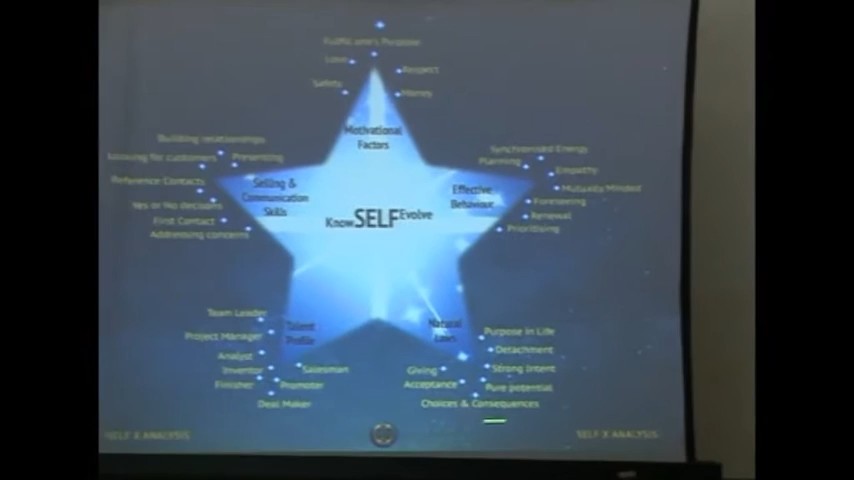 Fulfil one's Purpose
Love
Respect
Safety
Money
Motivational
Factors
Building relationships
Looking for customers
Presenting
Reference Contacts
Yes or No decisions
First Contact
Addressing concerns
Selling &
Communication
Skills
Know SELF Evolve
Effective
Behaviour
Synchronised Energy
Planning
Empathy
Mutually Minded
Foreseeing
Renewal
Prioritising
Team Leader
Project Manager
Analyst
Inventor
Finisher
Salesman
Promoter
Deal Maker
Talent
Profile
Natural
Laws
Purpose in Life
Detachment
Strong Intent
Giving
Acceptance
Pure potential
Choices & Consequences
SELF X ANALYSIS
SELF X ANALYSIS